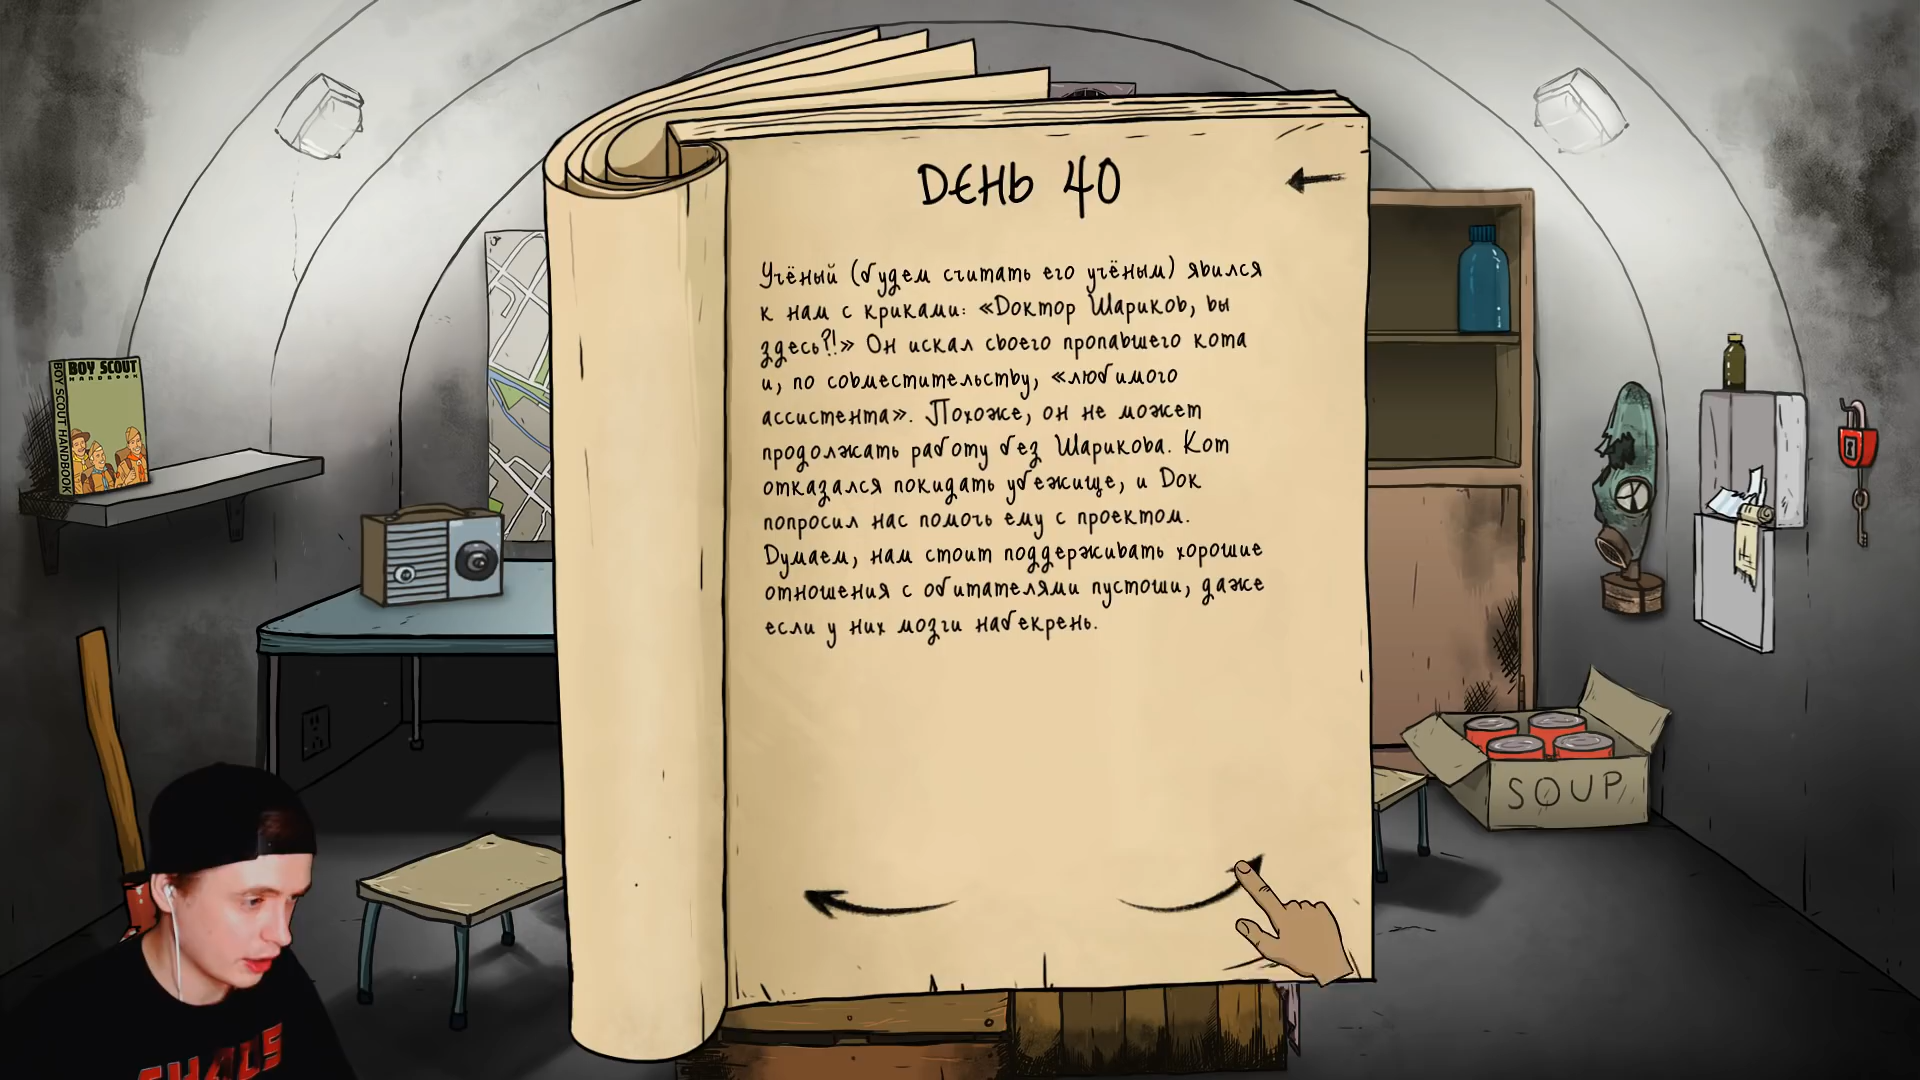 ДЕНЬ 40
Учёный (будем считать его учёным) явился
к нам с криками: «Доктор Шариков, вы
здесь?!» Он искал своего пропавшего кота
и, по совместительству, «любимого
ассистента». Похоже, он не может
продолжать работу без Шарикова. Кот
отказался покидать убежище, и Док
попросил нас помочь ему с проектом.
Думаем, нам стоит поддерживать хорошие
отношения с обитателями пустоши, даже
если у них мозги набекрень.
BOY SCOUT
HANDBOOK
BOY SCOUT HANDBOOK
SOUP